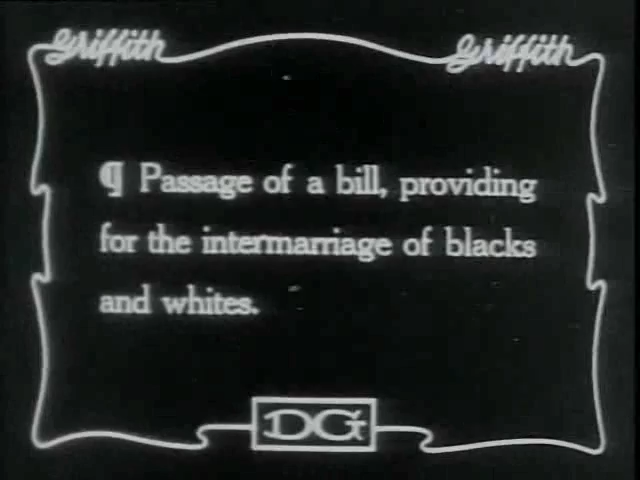 Griffith Griffith
¶ Passage of a bill, providing
for the intermarriage of blacks
and whites.
DG